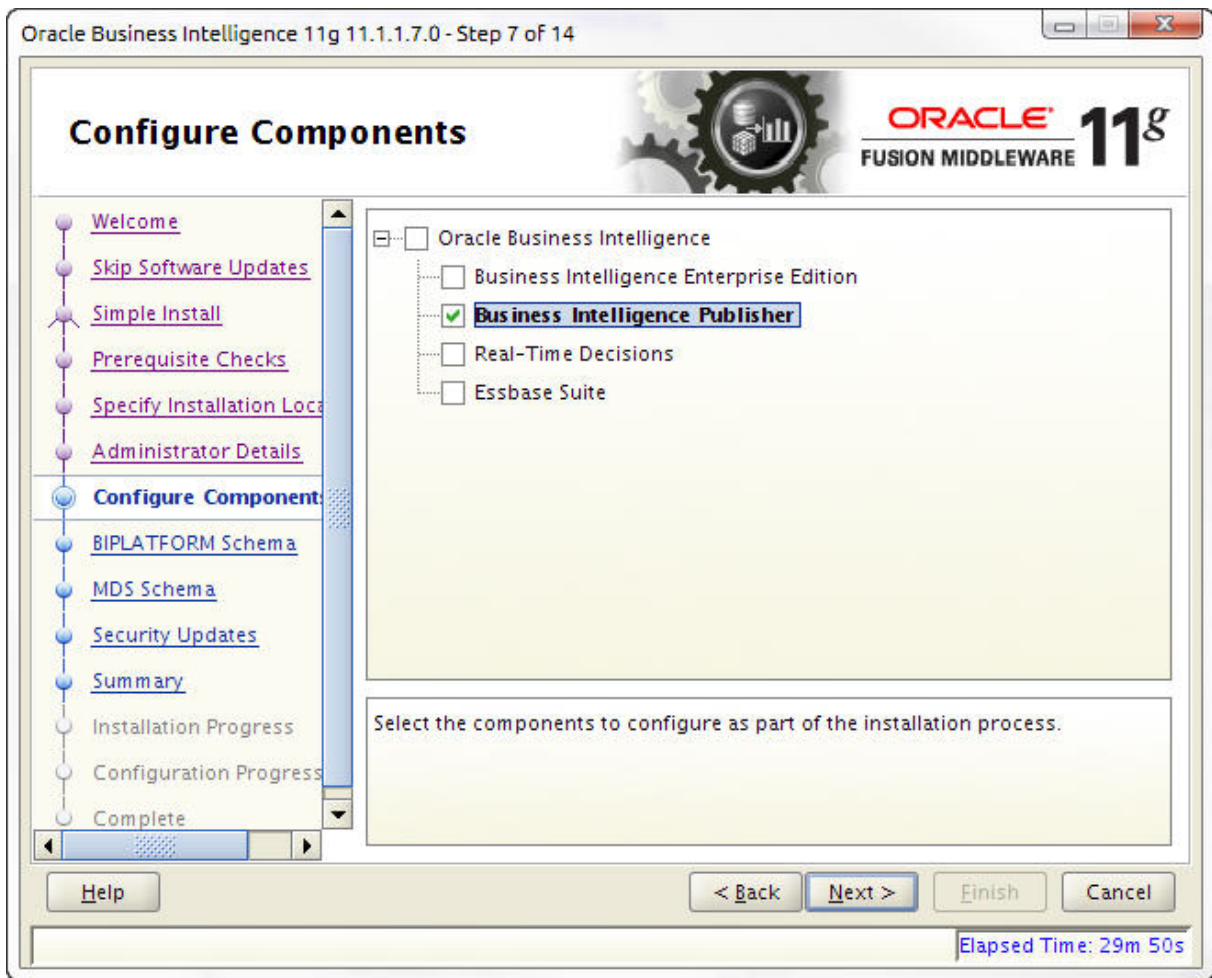 Oracle Business Intelligence 11g 11.1.1.7.0 - Step 7 of 14
Configure Components
ORACLE
FUSION MIDDLEWARE 11g
Welcome
Skip Software Updates
Simple Install
Prerequisite Checks
Specify Installation Loca
Administrator Details
Configure Component
BIPLATFORM Schema
MDS Schema
Security Updates
Summary
Installation Progress
Configuration Progress
Complete
Oracle Business Intelligence
Business Intelligence Enterprise Edition
Business Intelligence Publisher
Real-Time Decisions
Essbase Suite
Select the components to configure as part of the installation process.
Help
< Back
Next >
Finish
Cancel
Elapsed Time: 29m 50s